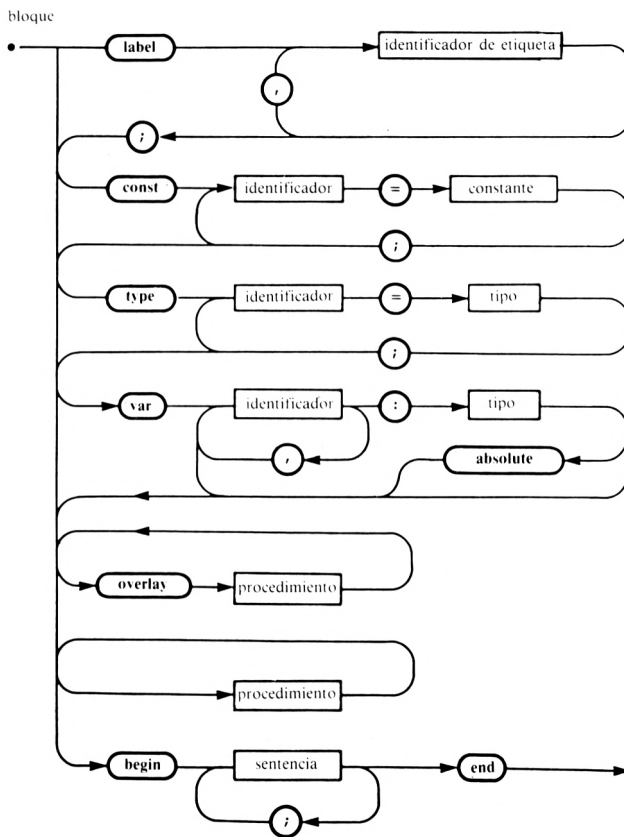 bloque
label identificador de etiqueta
,
;
const identificador = constante
;
type identificador = tipo
;
var identificador : tipo
, absolute
overlay procedimiento
procedimiento
begin sentencia end
;